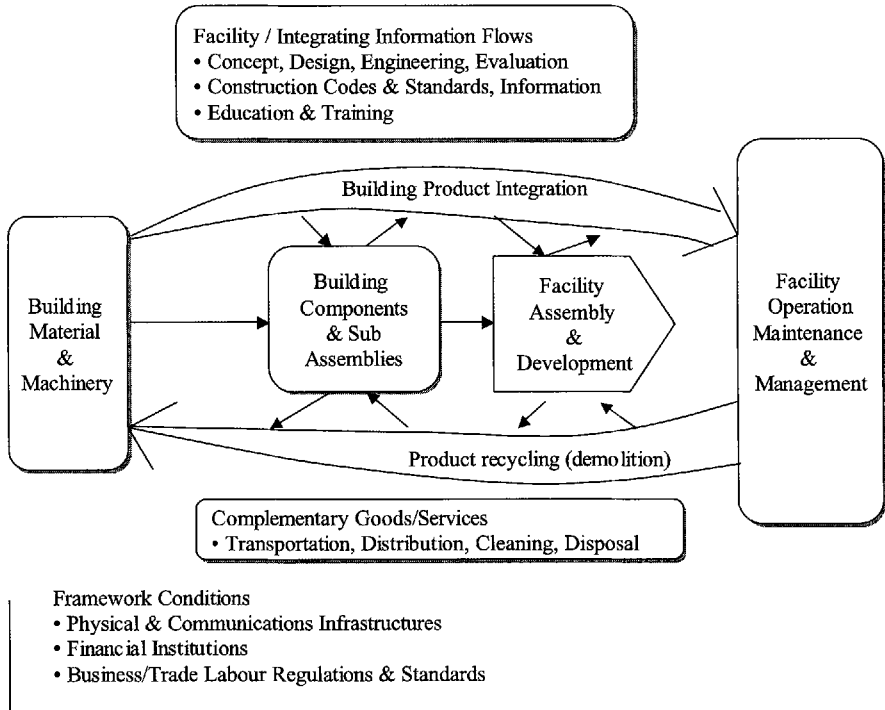 Facility / Integrating Information Flows
• Concept, Design, Engineering, Evaluation
• Construction Codes & Standards, Information
• Education & Training
Building Product Integration
Building
Material
&
Machinery
Building
Components
& Sub
Assemblies
Facility
Assembly
&
Development
Facility
Operation
Maintenance
&
Management
Product recycling (demolition)
Complementary Goods/Services
• Transportation, Distribution, Cleaning, Disposal
Framework Conditions
• Physical & Communications Infrastructures
• Financial Institutions
• Business/Trade Labour Regulations & Standards